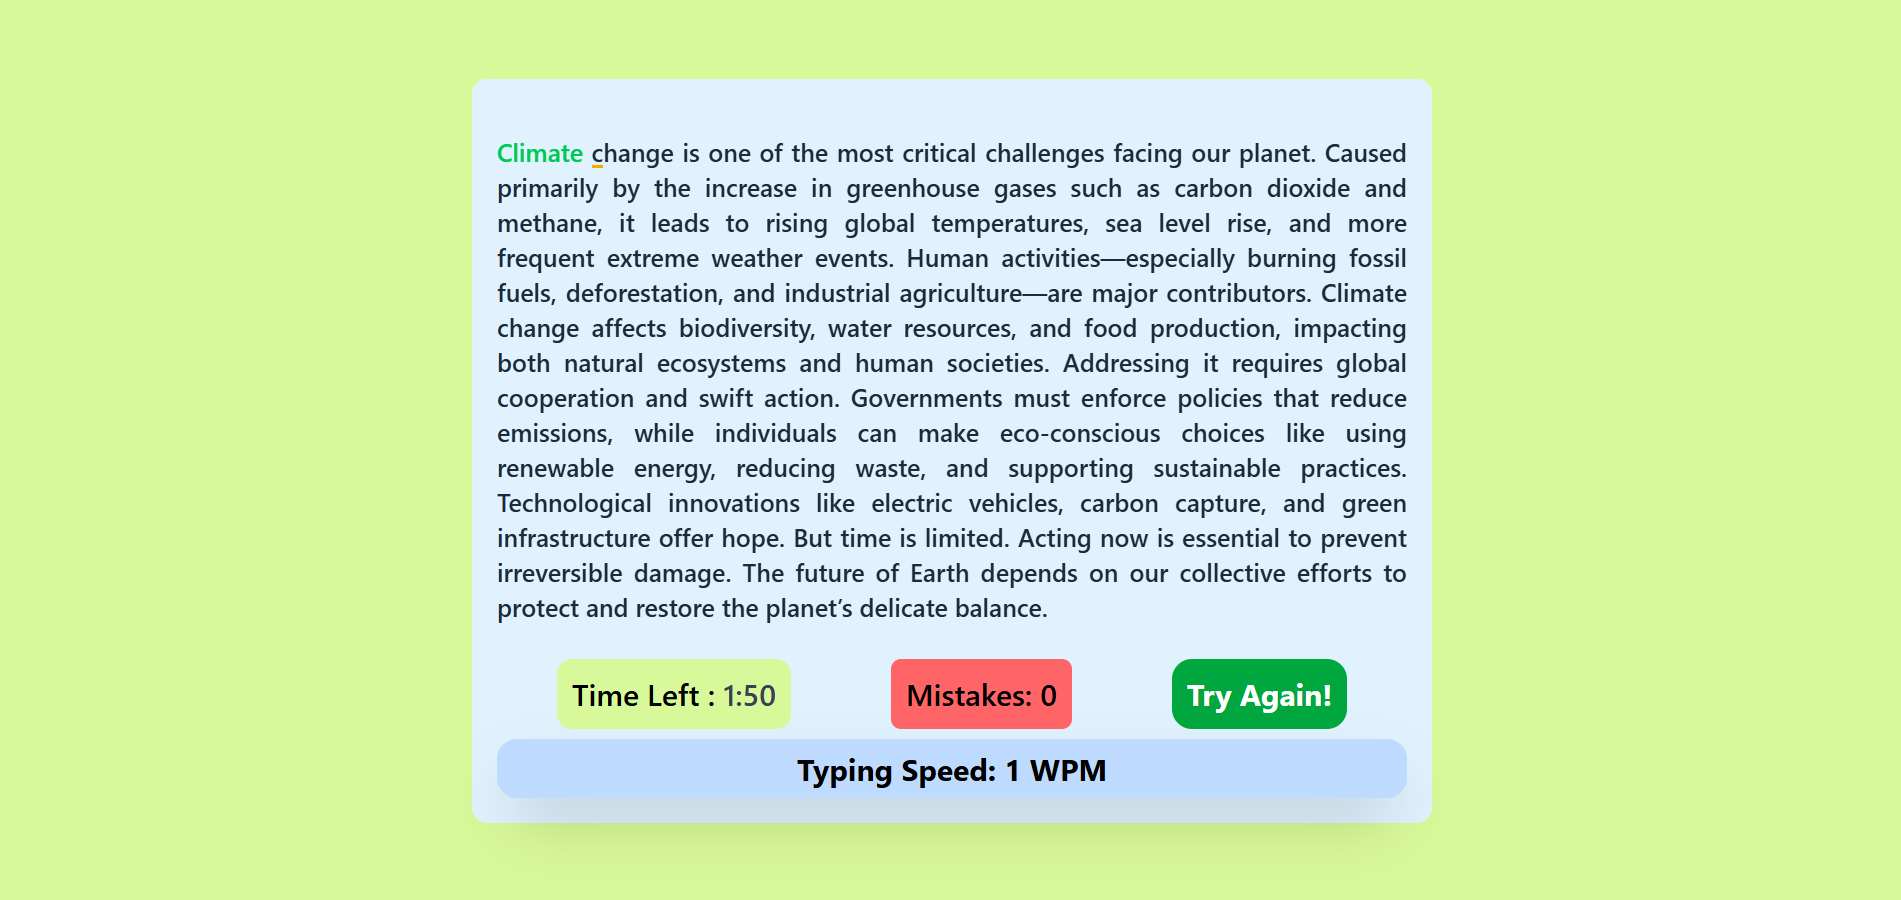 Climate change is one of the most critical challenges facing our planet. Caused
primarily by the increase in greenhouse gases such as carbon dioxide and
methane, it leads to rising global temperatures, sea level rise, and more
frequent extreme weather events. Human activities—especially burning fossil
fuels, deforestation, and industrial agriculture—are major contributors. Climate
change affects biodiversity, water resources, and food production, impacting
both natural ecosystems and human societies. Addressing it requires global
cooperation and swift action. Governments must enforce policies that reduce
emissions, while individuals can make eco-conscious choices like using
renewable energy, reducing waste, and supporting sustainable practices.
Technological innovations like electric vehicles, carbon capture, and green
infrastructure offer hope. But time is limited. Acting now is essential to prevent
irreversible damage. The future of Earth depends on our collective efforts to
protect and restore the planet’s delicate balance.
Time Left : 1:50
Mistakes: 0
Try Again!
Typing Speed: 1 WPM